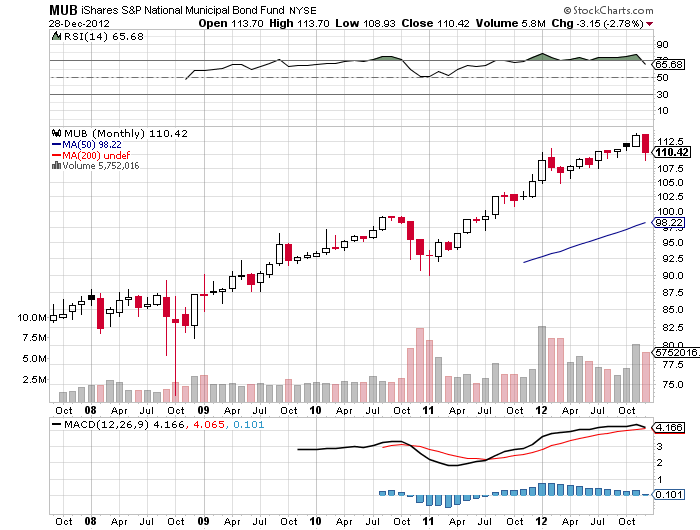 MUB iShares S&P National Municipal Bond Fund NYSE © StockCharts.com
28-Dec-2012 Open 113.70 High 113.70 Low 108.93 Close 110.42 Volume 5.8M Chg -3.15 (-2.78%)
RSI(14) 65.68
90
70
65.68
50
30
10
MUB (Monthly) 110.42
MA(50) 98.22
MA(200) undef
Volume 5,752,016
112.5
110.42
107.5
105.0
102.5
100.0
98.22
97.5
95.0
92.5
90.0
87.5
85.0
82.5
80.0
77.5
75.0
10.0M
7.5M
5.0M
2.5M
5752016
Oct 08 Apr Jul Oct 09 Apr Jul Oct 10 Apr Jul Oct 11 Apr Jul Oct 12 Apr Jul Oct
MACD(12,26,9) 4.166, 4.065, 0.101
4.166
3
2
1
0.101
Oct 08 Apr Jul Oct 09 Apr Jul Oct 10 Apr Jul Oct 11 Apr Jul Oct 12 Apr Jul Oct